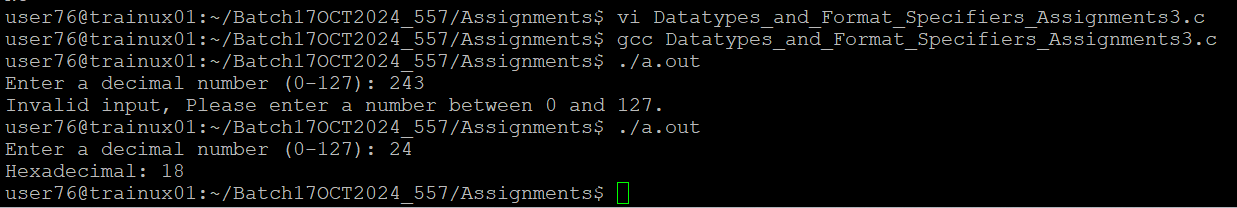 user76@trainux01:~/Batch17OCT2024_557/Assignments$ vi Datatypes_and_Format_Specifiers_Assignments3.c
user76@trainux01:~/Batch17OCT2024_557/Assignments$ gcc Datatypes_and_Format_Specifiers_Assignments3.c
user76@trainux01:~/Batch17OCT2024_557/Assignments$ ./a.out
Enter a decimal number (0-127): 243
Invalid input, Please enter a number between 0 and 127.
user76@trainux01:~/Batch17OCT2024_557/Assignments$ ./a.out
Enter a decimal number (0-127): 24
Hexadecimal: 18
user76@trainux01:~/Batch17OCT2024_557/Assignments$